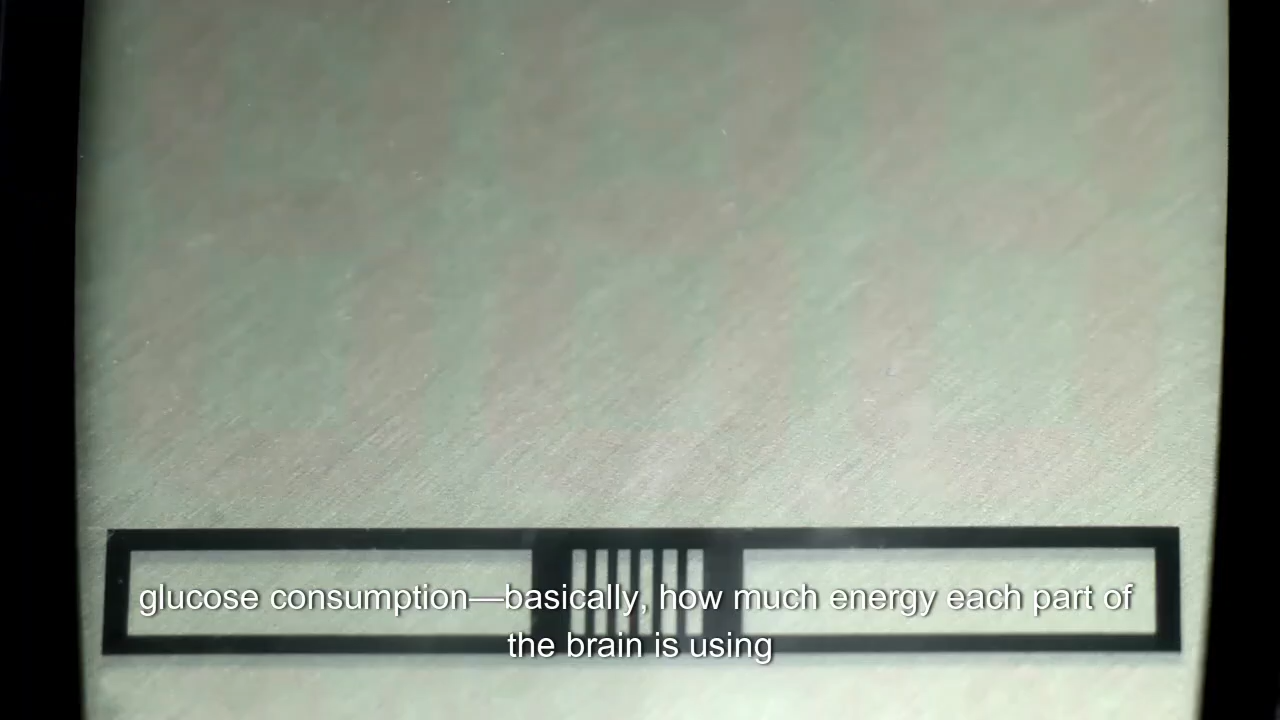 glucose consumption—basically, how much energy each part of
the brain is using